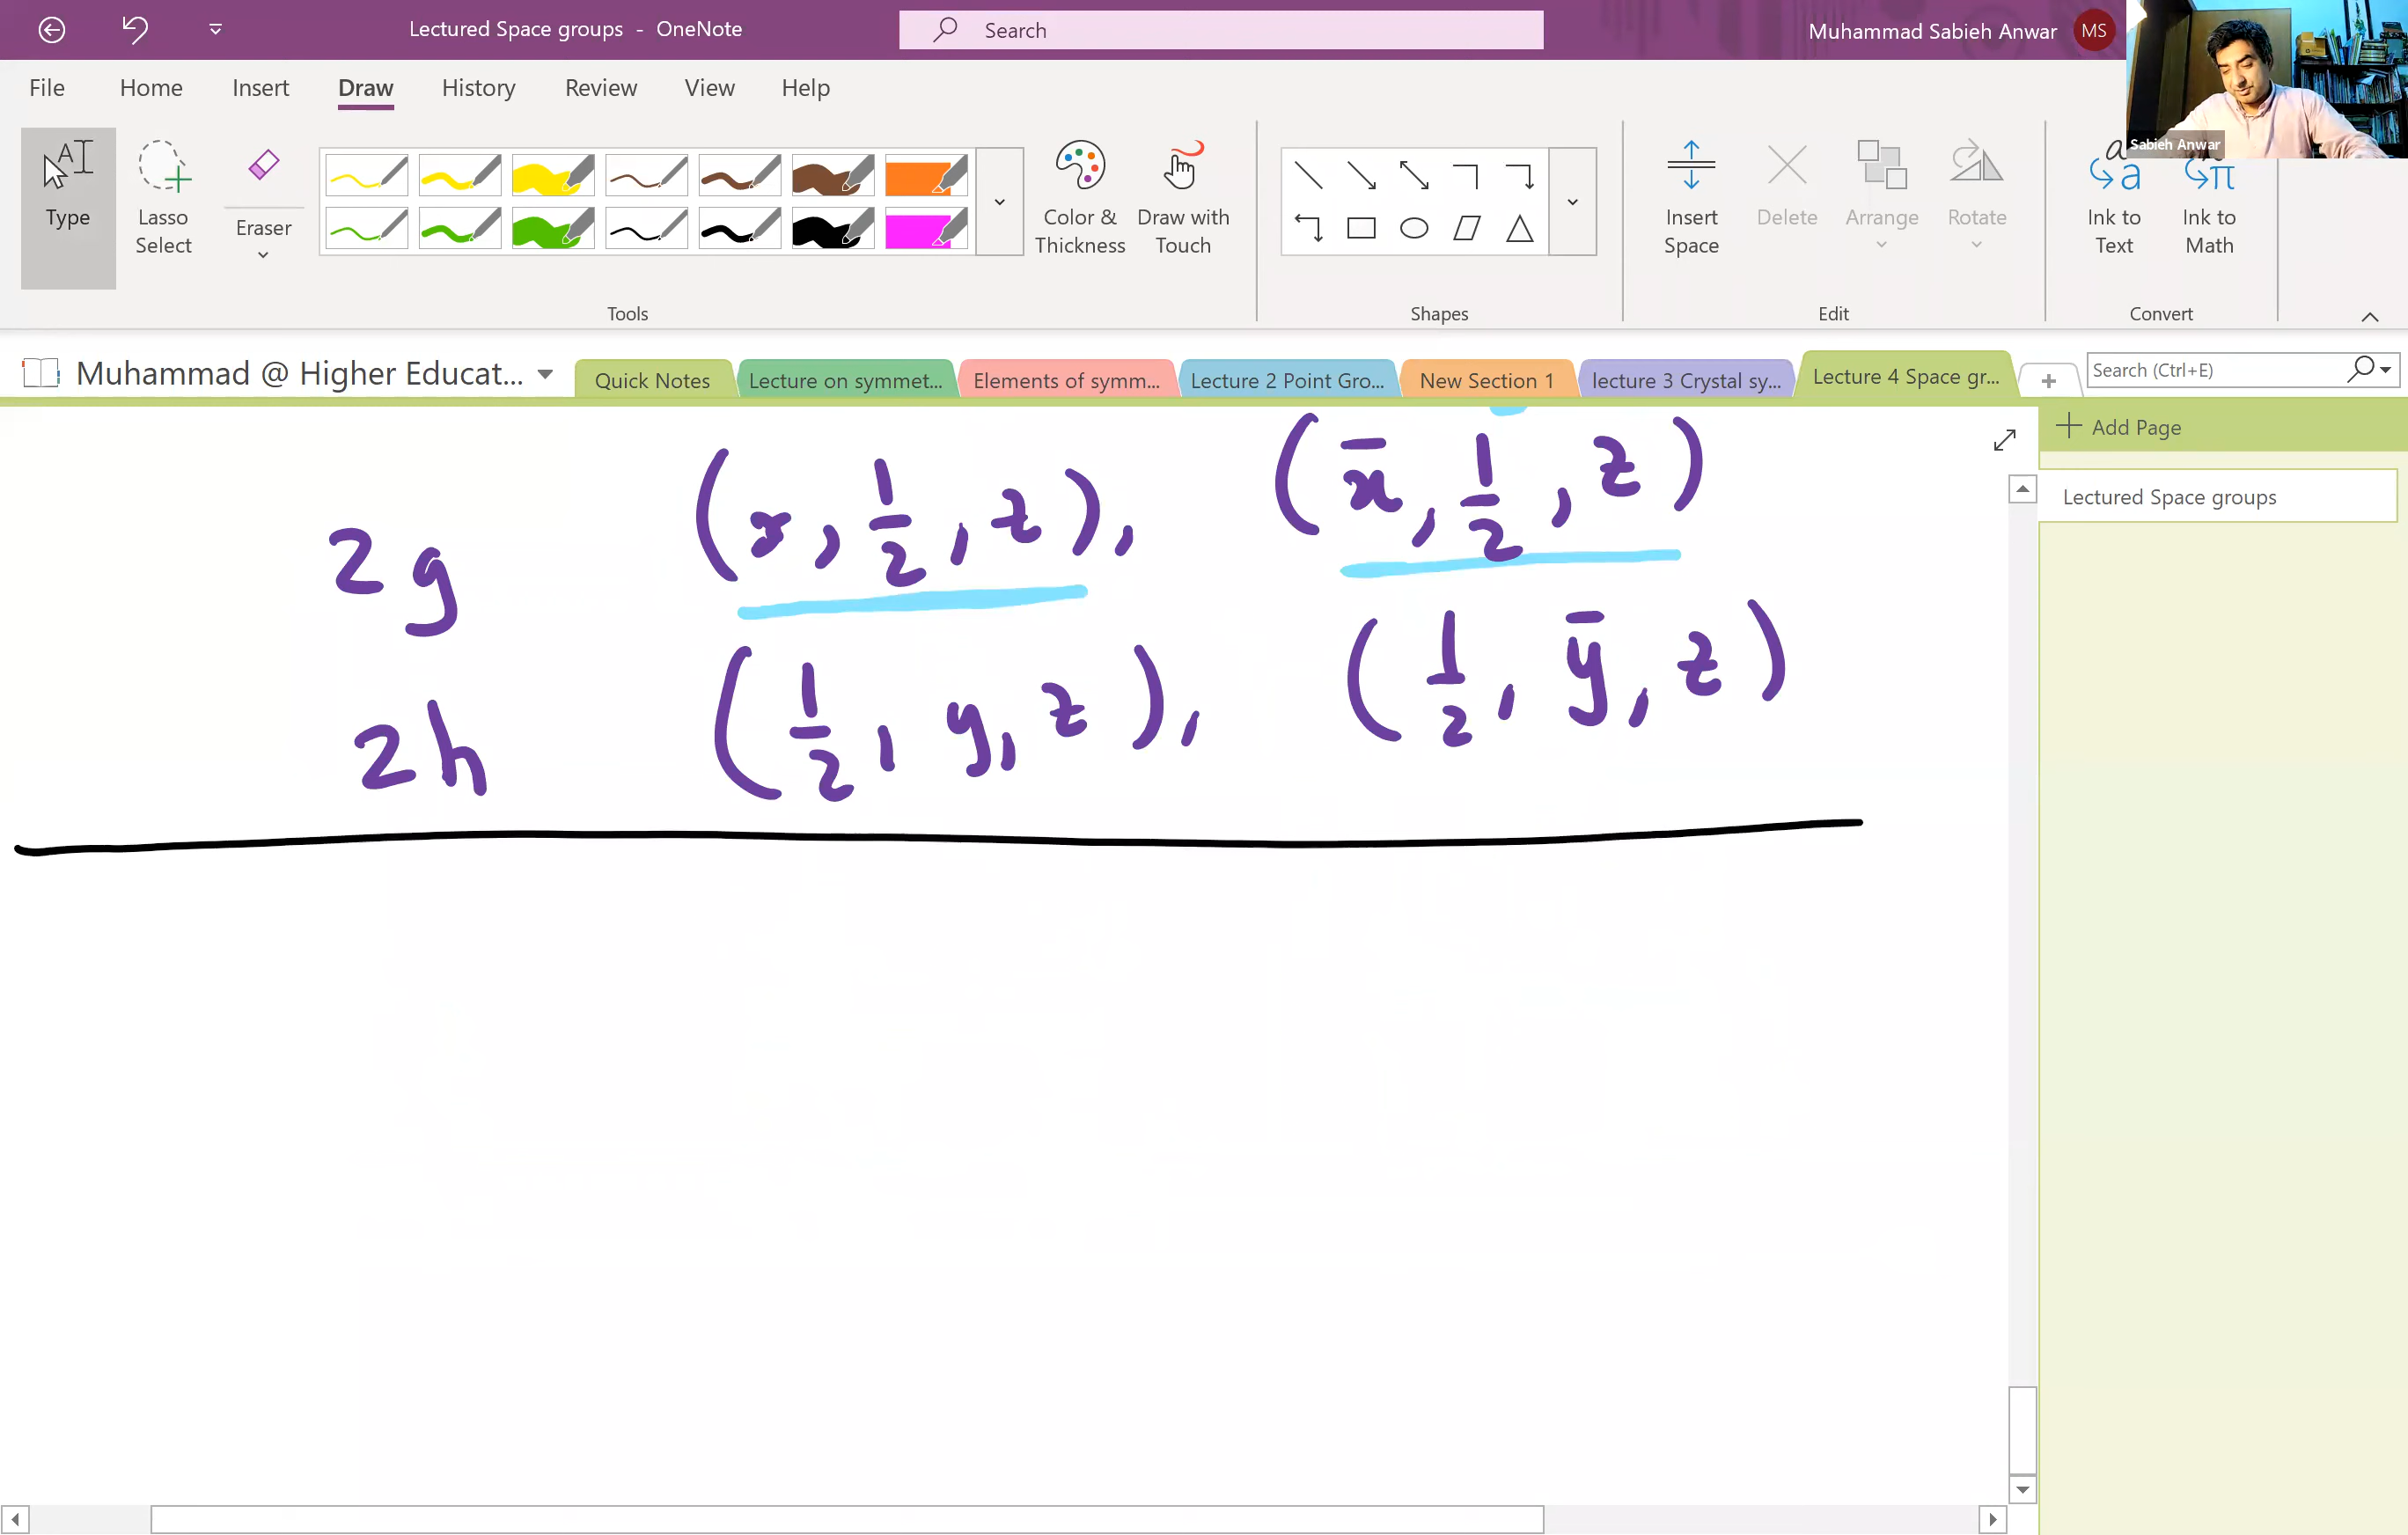 Lectured Space groups - OneNote
Search
Muhammad Sabieh Anwar MS
Sabieh Anwar
File Home Insert Draw History Review View Help
Type
Lasso Select
Eraser
Color & Thickness
Draw with Touch
Insert Space
Delete
Arrange
Rotate
Ink to Text
Ink to Math
Tools
Shapes
Edit
Convert
Muhammad @ Higher Educat...
Quick Notes
Lecture on symmet...
Elements of symm...
Lecture 2 Point Gro...
New Section 1
lecture 3 Crystal sy...
Lecture 4 Space gr...
+
Search (Ctrl+E)
Add Page
Lectured Space groups
2g (x, 1/2, z), (x̄, 1/2, z)
2h (1/2, y, z), (1/2, ȳ, z)